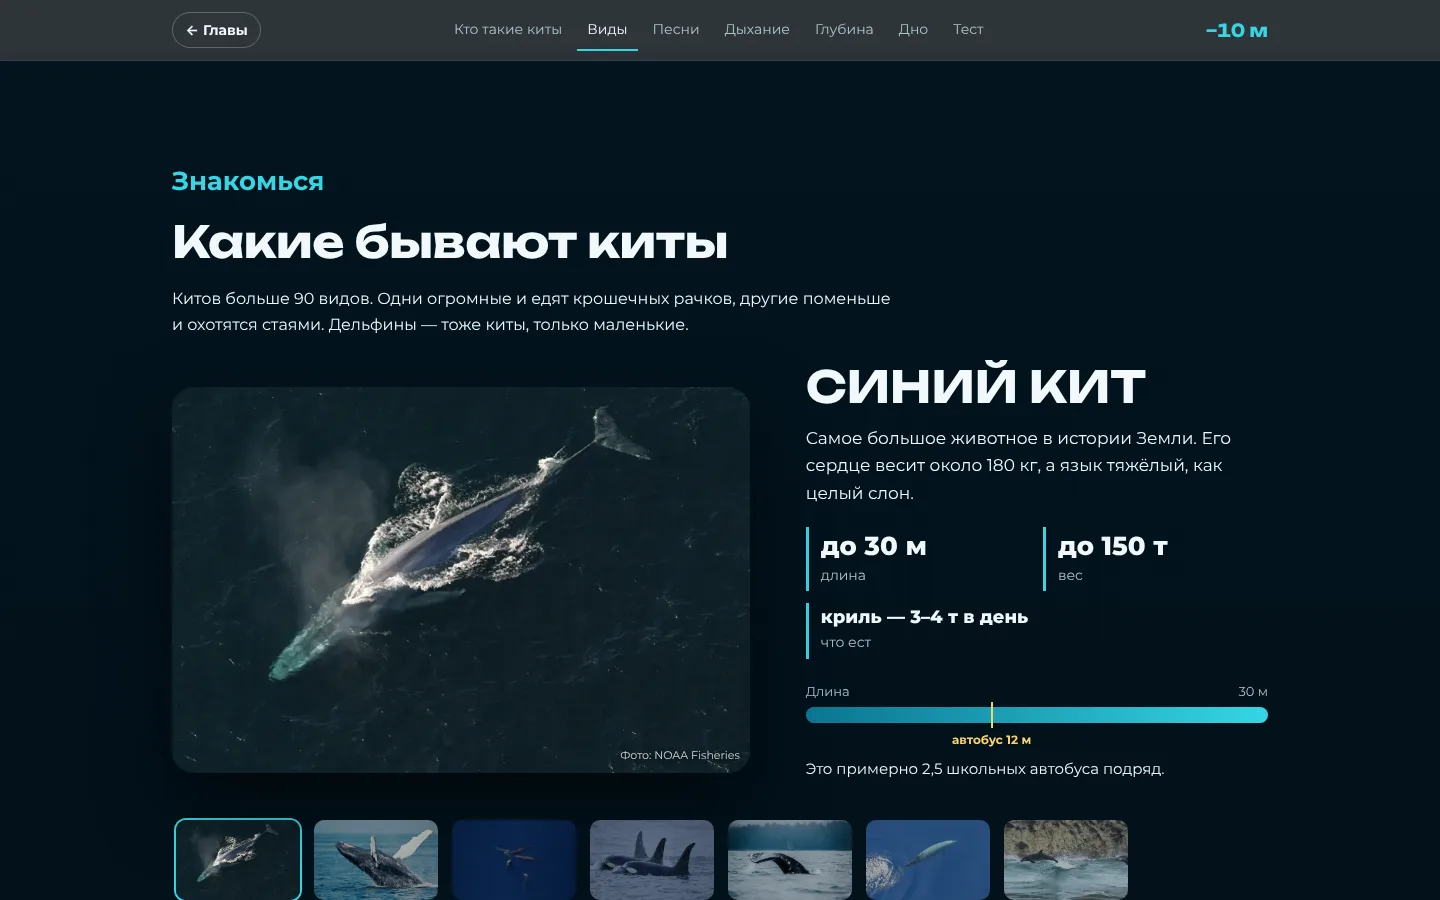 ← Главы
Кто такие киты
Виды
Песни
Дыхание
Глубина
Дно
Тест
−10 м
Знакомься
Какие бывают киты
Китов больше 90 видов. Одни огромные и едят крошечных рачков, другие поменьше
и охотятся стаями. Дельфины — тоже киты, только маленькие.
Фото: NOAA Fisheries
СИНИЙ КИТ
Самое большое животное в истории Земли. Его
сердце весит около 180 кг, а язык тяжёлый, как
целый слон.
до 30 м
длина
до 150 т
вес
криль — 3–4 т в день
что ест
Длина
30 м
автобус 12 м
Это примерно 2,5 школьных автобуса подряд.